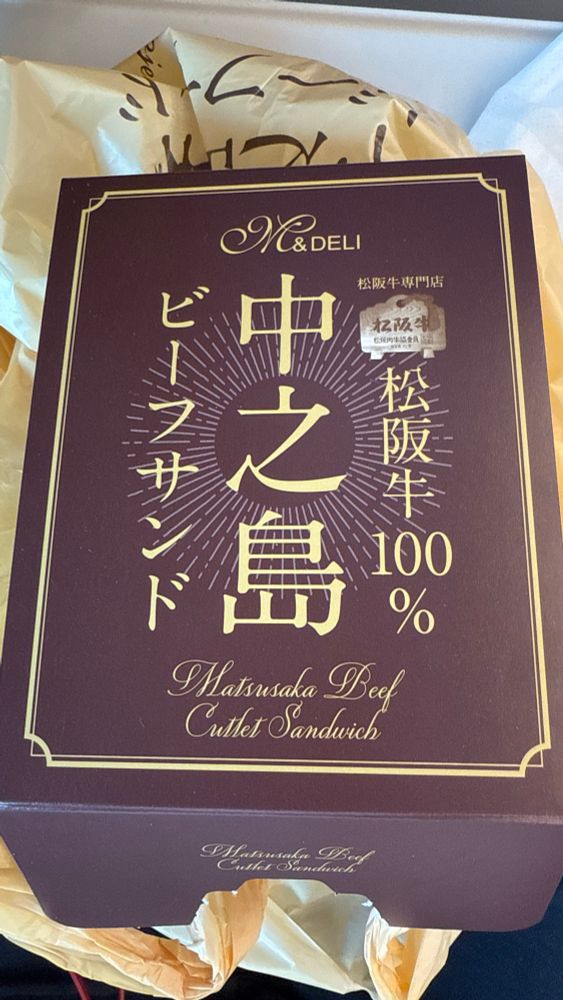 M & DELI
松阪牛専門店
松阪牛
松阪牛100%
中之島
ビーフサンド
Matsusaka Beef
Cutlet Sandwich
Matsusaka Beef
Cutlet Sandwich